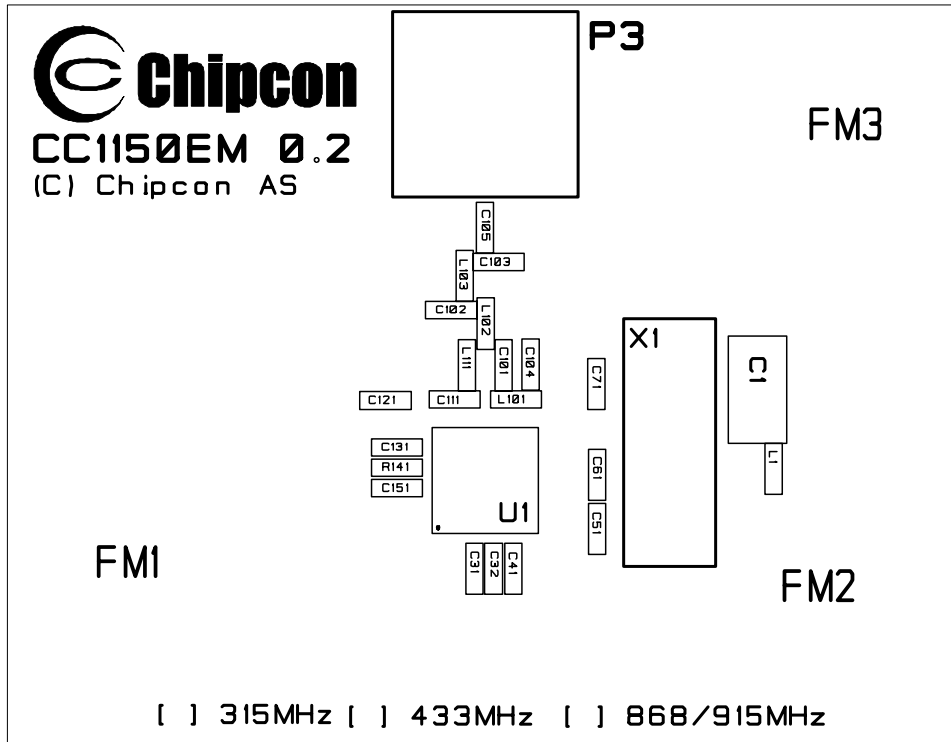 Chipcon
CC1150EM 0.2
(C) Chipcon AS
P3
FM3
C105
C103
L103
C102
L102
X1
L111
C101
C104
C71
C1
C121
C111
L101
C131
R141
C151
U1
C61
L1
C51
C31
C32
C41
FM1
FM2
[ ] 315MHz [ ] 433MHz [ ] 868/915MHz